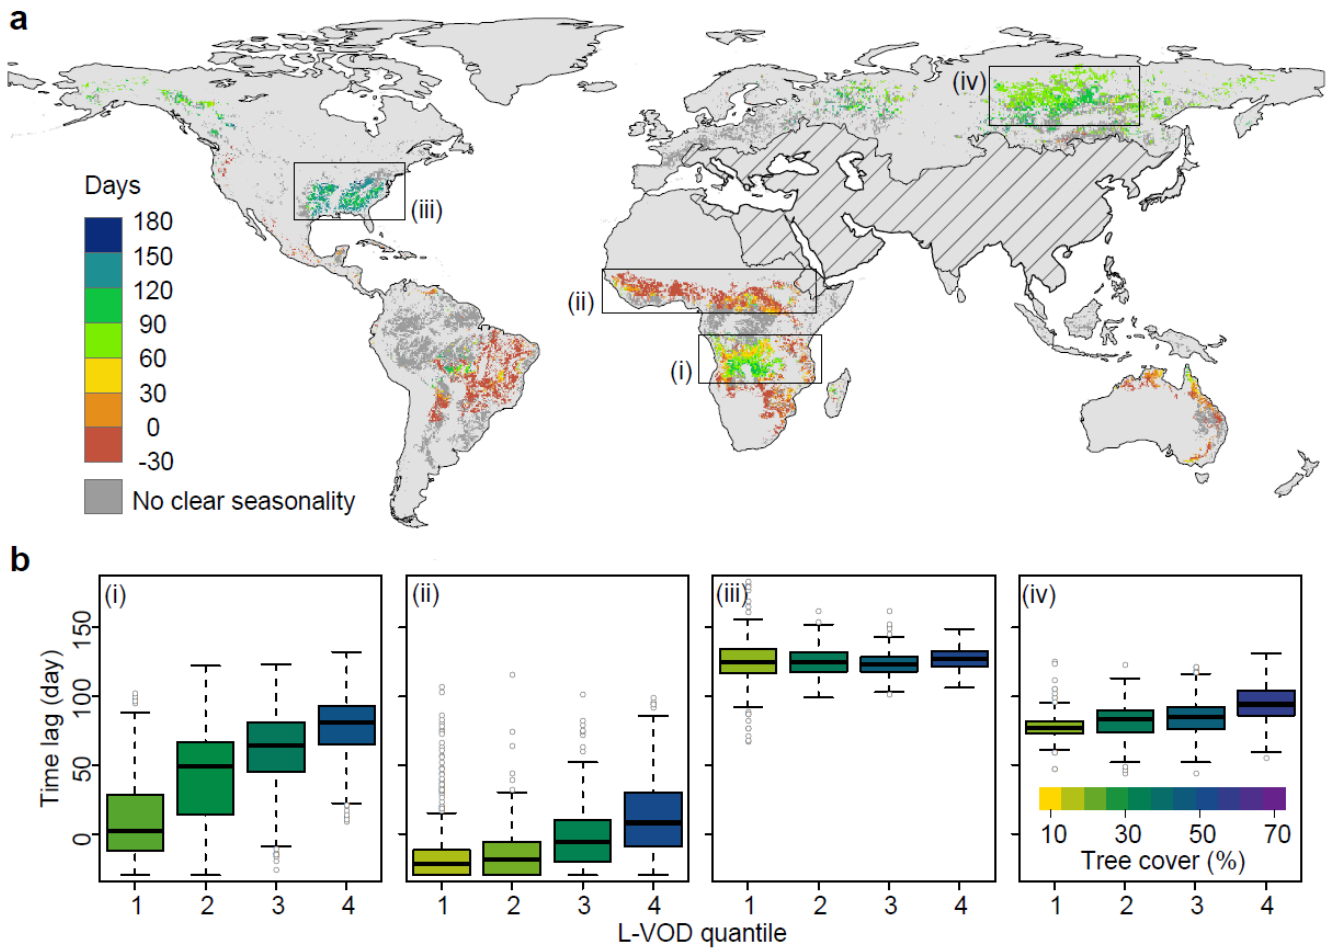 a
(iv)
(iii)
(ii)
(i)
Days
180
150
120
90
60
30
0
-30
No clear seasonality
b
Time lag (day)
150
100
50
0
(i)
(ii)
(iii)
(iv)
10 30 50 70
Tree cover (%)
1 2 3 4 1 2 3 4 1 2 3 4 1 2 3 4
L-VOD quantile